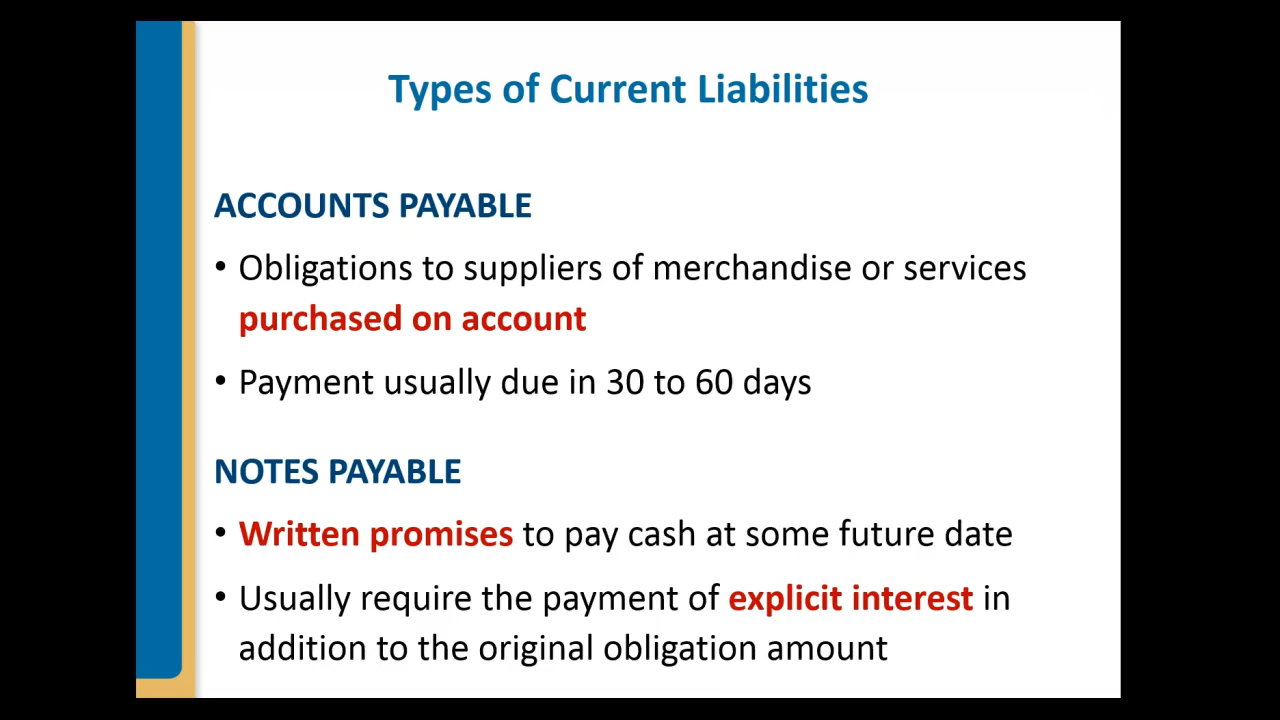 Types of Current Liabilities
ACCOUNTS PAYABLE
• Obligations to suppliers of merchandise or services
purchased on account
• Payment usually due in 30 to 60 days
NOTES PAYABLE
• Written promises to pay cash at some future date
• Usually require the payment of explicit interest in
addition to the original obligation amount